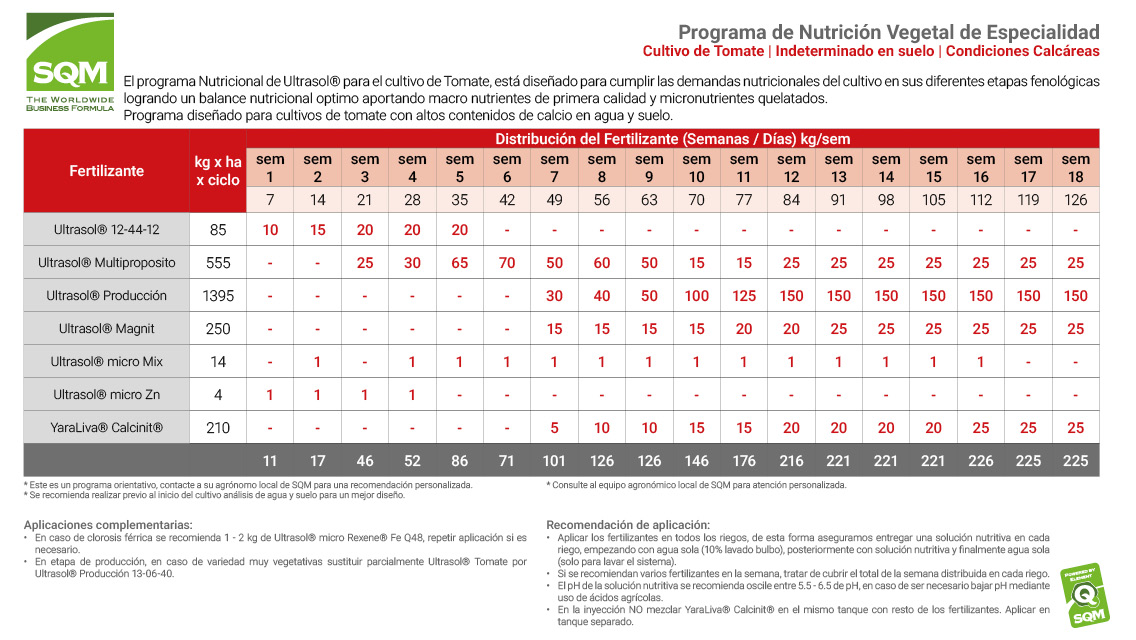 SQM
THE WORLDWIDE
BUSINESS FORMULA
Programa de Nutrición Vegetal de Especialidad
Cultivo de Tomate | Indeterminado en suelo | Condiciones Calcáreas
El programa Nutricional de Ultrasol® para el cultivo de Tomate, está diseñado para cumplir las demandas nutricionales del cultivo en sus diferentes etapas fenológicas
logrando un balance nutricional optimo aportando macro nutrientes de primera calidad y micronutrientes quelatados.
Programa diseñado para cultivos de tomate con altos contenidos de calcio en agua y suelo.
Fertilizante kg x ha x ciclo Distribución del Fertilizante (Semanas / Días) kg/sem
sem 1 sem 2 sem 3 sem 4 sem 5 sem 6 sem 7 sem 8 sem 9 sem 10 sem 11 sem 12 sem 13 sem 14 sem 15 sem 16 sem 17 sem 18
7 14 21 28 35 42 49 56 63 70 77 84 91 98 105 112 119 126
Ultrasol® 12-44-12 85 10 15 20 20 20 - - - - - - - - - - - - -
Ultrasol® Multiproposito 555 - - 25 30 65 70 50 60 50 15 15 25 25 25 25 25 25 25
Ultrasol® Producción 1395 - - - - - - 30 40 50 100 125 150 150 150 150 150 150 150
Ultrasol® Magnit 250 - - - - - - 15 15 15 15 20 20 25 25 25 25 25 25
Ultrasol® micro Mix 14 - 1 - 1 1 1 1 1 1 1 1 1 1 1 1 1 - -
Ultrasol® micro Zn 4 1 1 1 1 - - - - - - - - - - - - - -
YaraLiva® Calcinit® 210 - - - - - - 5 10 10 15 15 20 20 20 20 25 25 25
11 17 46 52 86 71 101 126 126 146 176 216 221 221 221 226 225 225
* Este es un programa orientativo, contacte a su agrónomo local de SQM para una recomendación personalizada.
* Se recomienda realizar previo al inicio del cultivo análisis de agua y suelo para un mejor diseño.
* Consulte al equipo agronómico local de SQM para atención personalizada.
Aplicaciones complementarias:
• En caso de clorosis férrica se recomienda 1 - 2 kg de Ultrasol® micro Rexene® Fe Q48, repetir aplicación si es
necesario.
• En etapa de producción, en caso de variedad muy vegetativas sustituir parcialmente Ultrasol® Tomate por
Ultrasol® Producción 13-06-40.
Recomendación de aplicación:
• Aplicar los fertilizantes en todos los riegos, de esta forma aseguramos entregar una solución nutritiva en cada
riego, empezando con agua sola (10% lavado bulbo), posteriormente con solución nutritiva y finalmente agua sola
(solo para lavar el sistema).
• Si se recomiendan varios fertilizantes en la semana, tratar de cubrir el total de la semana distribuida en cada riego.
• El pH de la solución nutritiva se recomienda oscile entre 5.5 - 6.5 de pH, en caso de ser necesario bajar pH mediante
uso de ácidos agrícolas.
• En la inyección NO mezclar YaraLiva® Calcinit® en el mismo tanque con resto de los fertilizantes. Aplicar en
tanque separado.
POWERED BY
ELEMENT
Q
SQM